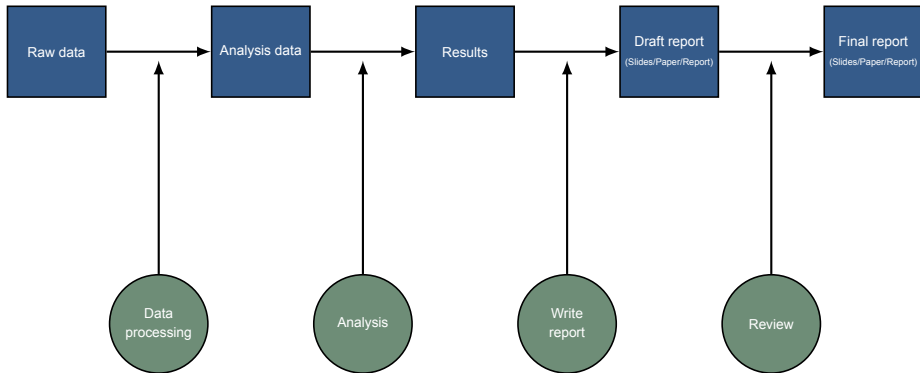 Raw data
Analysis data
Results
Draft report
(Slides/Paper/Report)
Final report
(Slides/Paper/Report)
Data
processing
Analysis
Write
report
Review